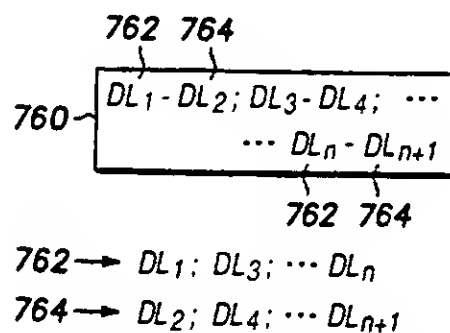 762 764
760 DL₁ - DL₂; DL₃ - DL₄; ...
... DLₙ - DLₙ₊₁
762 764
762 → DL₁; DL₃; ... DLₙ
764 → DL₂; DL₄; ... DLₙ₊₁